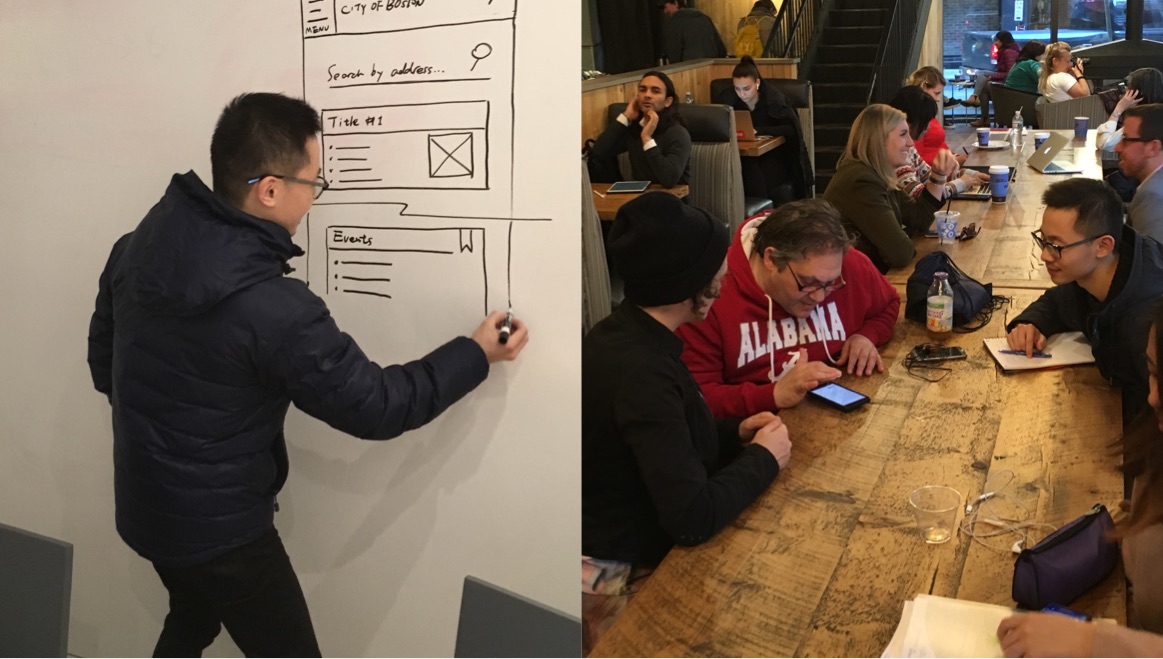 CITY OF BOSTON
MENU
Search by address...
Title #1
Events
ALABAMA